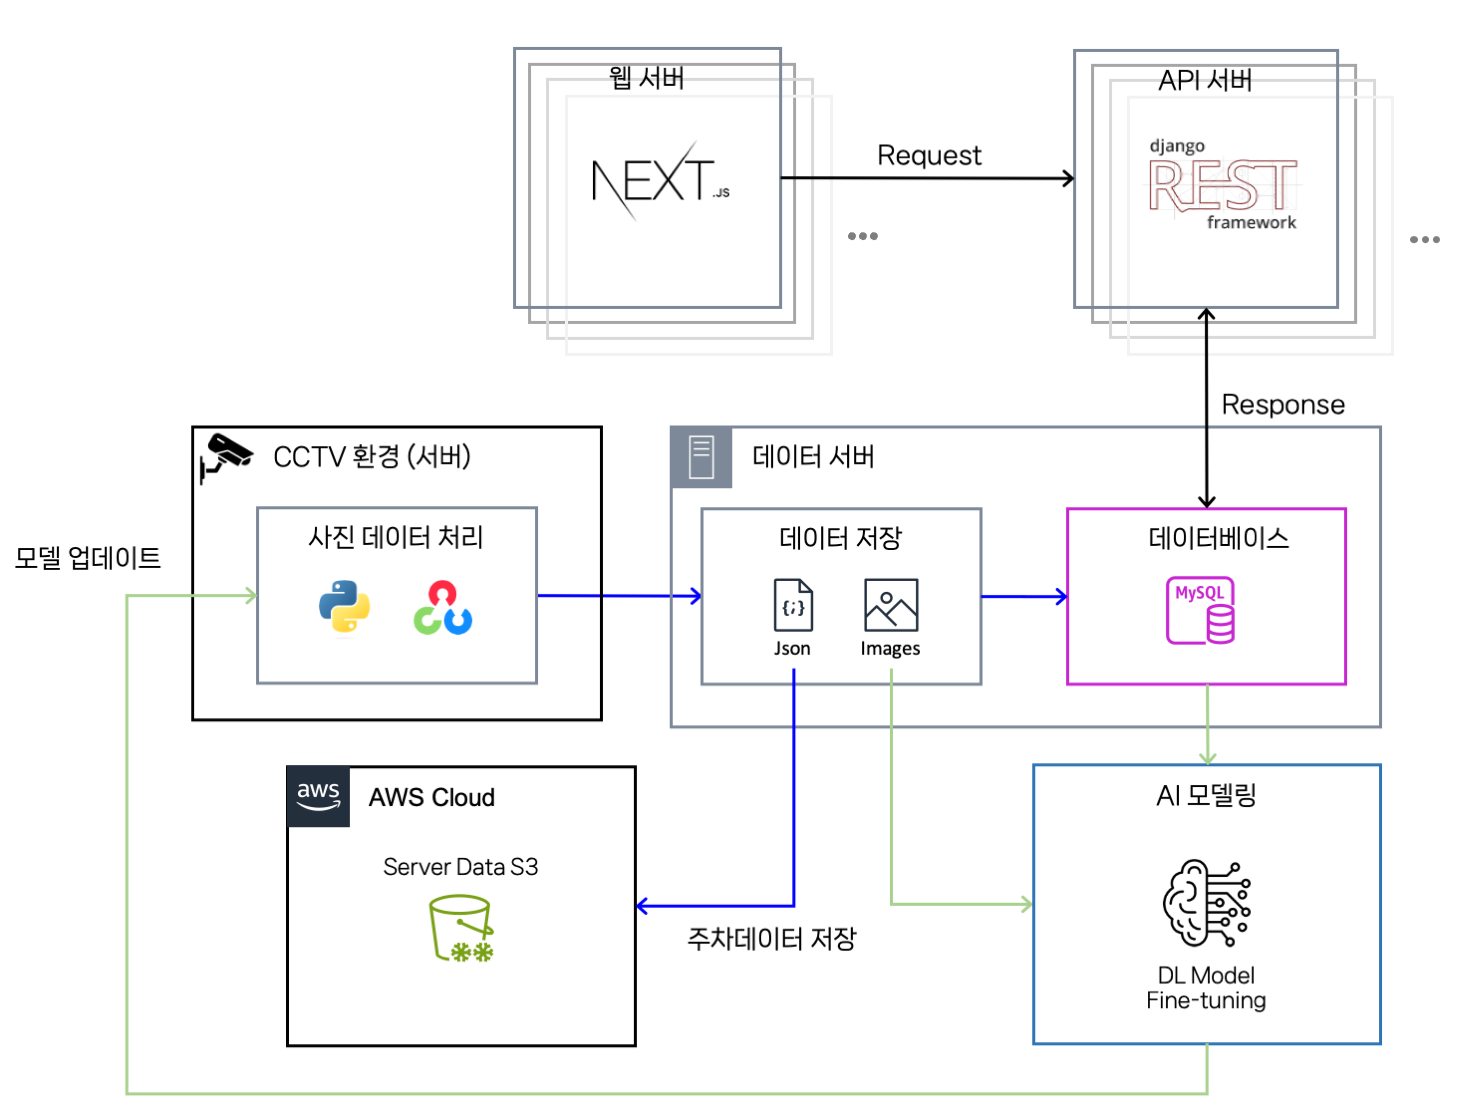 웹 서버
NEXT.JS
Request
API 서버
django
REST
framework
Response
CCTV 환경 (서버)
사진 데이터 처리
모델 업데이트
데이터 서버
데이터 저장
{;}
Json
Images
데이터베이스
MySQL
aws
AWS Cloud
Server Data S3
주차데이터 저장
AI 모델링
DL Model
Fine-tuning